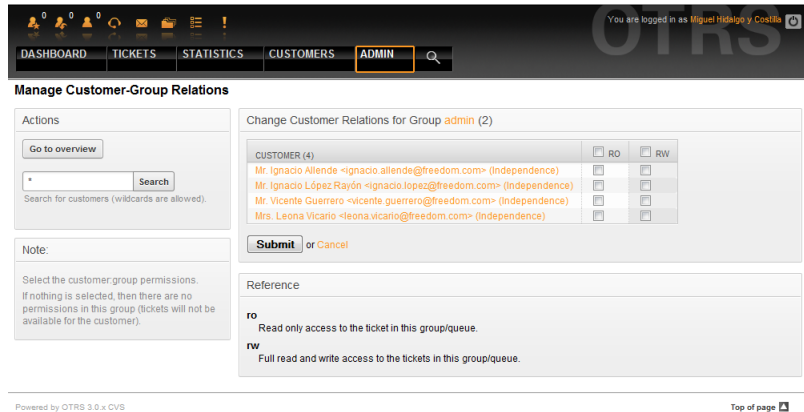 0 0 0
You are logged in as Miguel Hidalgo y Costilla
OTRS
DASHBOARD TICKETS STATISTICS CUSTOMERS ADMIN
Manage Customer-Group Relations
Actions
Go to overview
* Search
Search for customers (wildcards are allowed).
Note:
Select the customer:group permissions.
If nothing is selected, then there are no
permissions in this group (tickets will not be
available for the customer).
Change Customer Relations for Group admin (2)
CUSTOMER (4) RO RW
Mr. Ignacio Allende <ignacio.allende@freedom.com> (Independence)
Mr. Ignacio López Rayón <ignacio.lopez@freedom.com> (Independence)
Mr. Vicente Guerrero <vicente.guerrero@freedom.com> (Independence)
Mrs. Leona Vicario <leona.vicario@freedom.com> (Independence)
Submit or Cancel
Reference
ro
Read only access to the ticket in this group/queue.
rw
Full read and write access to the tickets in this group/queue.
Powered by OTRS 3.0.x CVS
Top of page